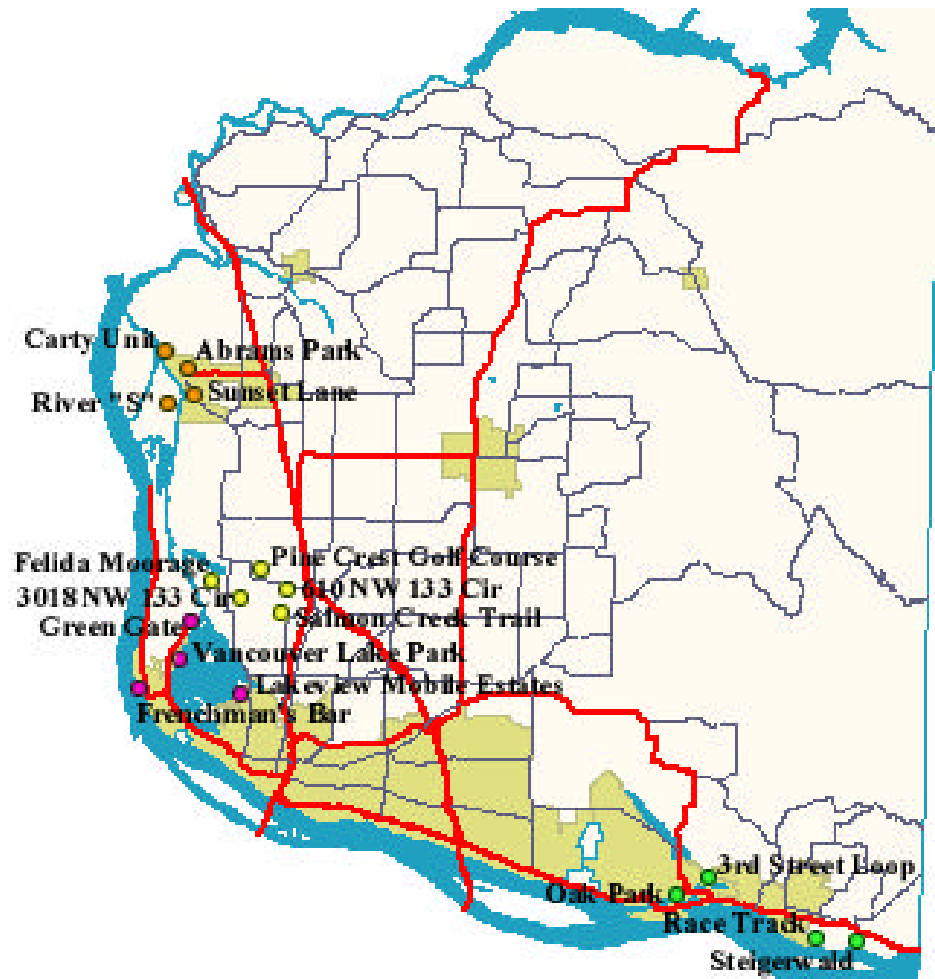 Carty Unit
Abrams Park
Sunset Lane
River "S"
Pine Crest Golf Course
Felida Moorage
610 NW 133 Cir
3018 NW 133 Cir
Salmon Creek Trail
Green Gate
Vancouver Lake Park
Lakeview Mobile Estates
Frenchman's Bar
3rd Street Loop
Oak Park
Race Track
Steigerwald